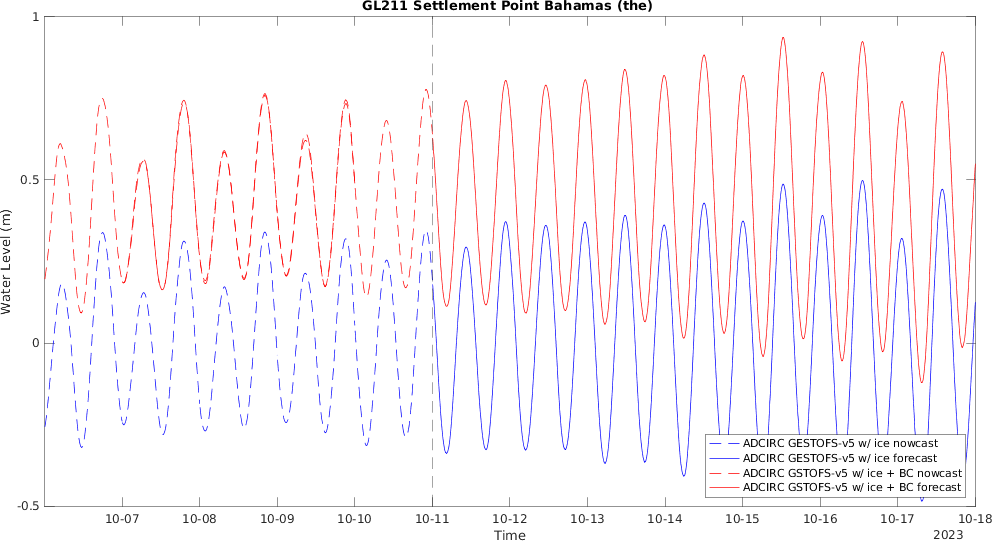 GL211 Settlement Point Bahamas (the)
1
0.5
0
-0.5
Water Level (m)
10-07 10-08 10-09 10-10 10-11 10-12 10-13 10-14 10-15 10-16 10-17 10-18
Time
2023
ADCIRC GESTOFS-v5 w/ ice nowcast
ADCIRC GESTOFS-v5 w/ ice forecast
ADCIRC GSTOFS-v5 w/ ice + BC nowcast
ADCIRC GSTOFS-v5 w/ ice + BC forecast